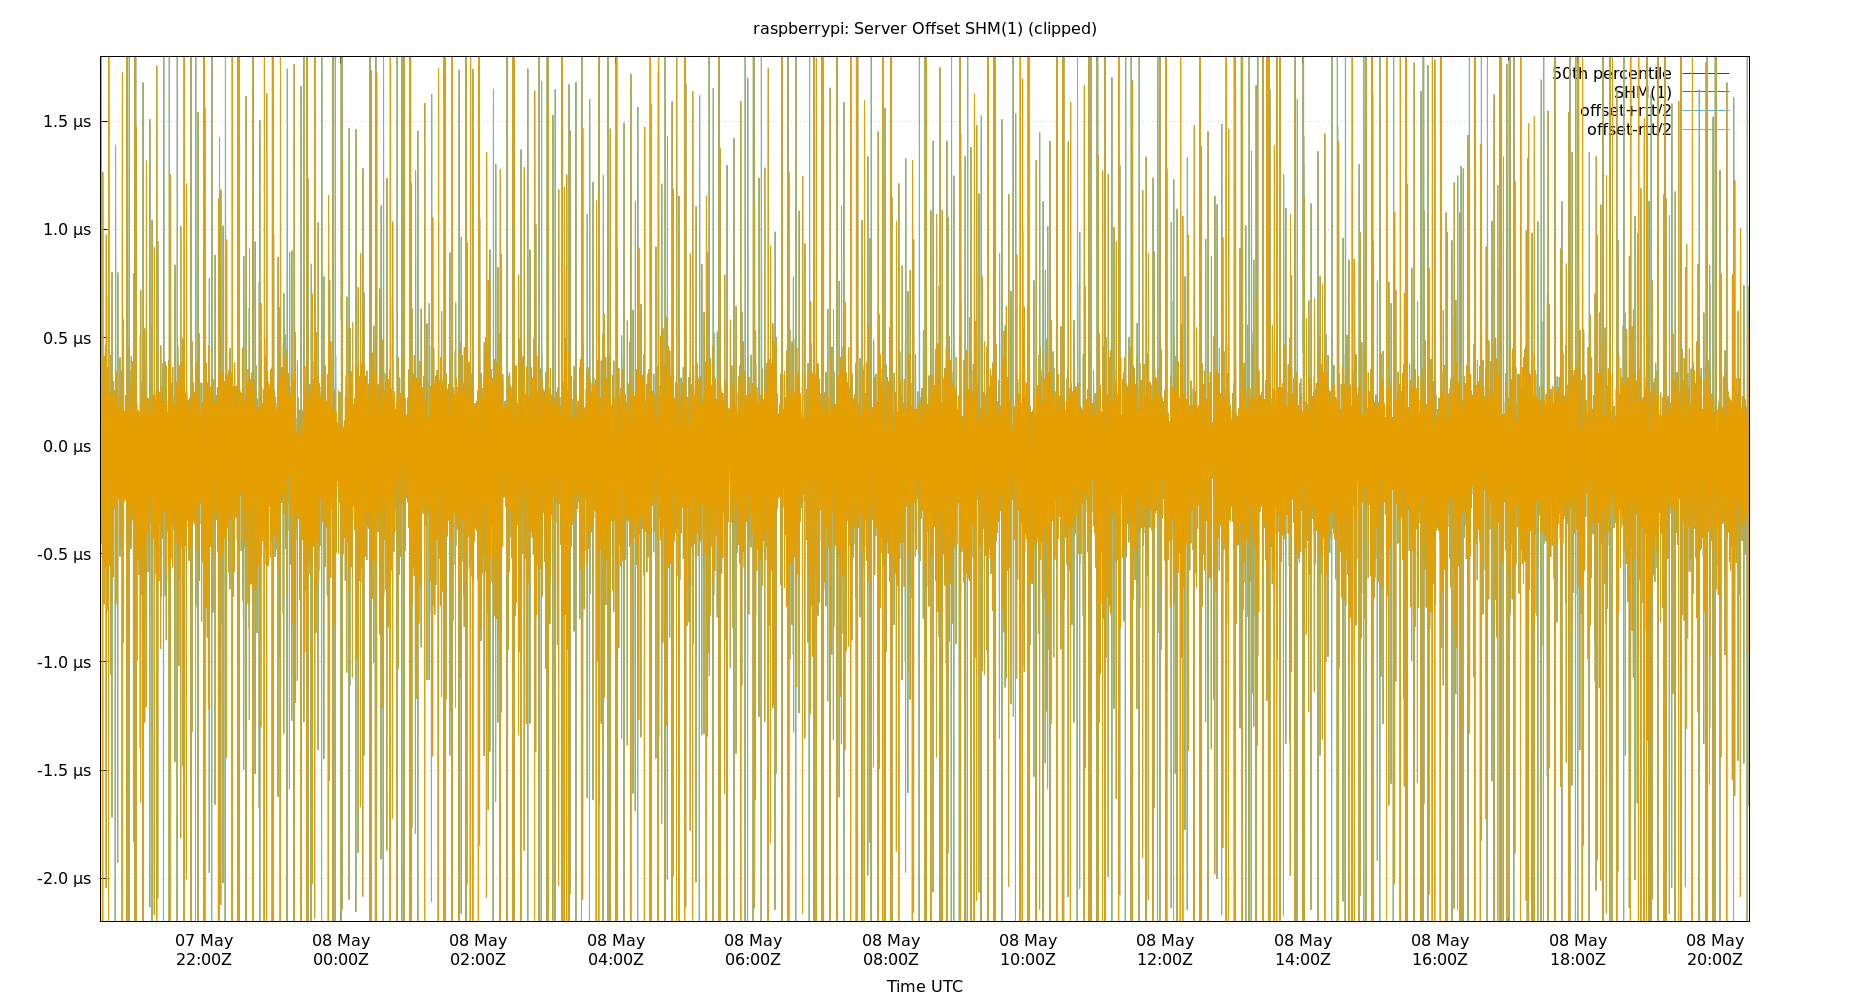 raspberrypi: Server Offset SHM(1) (clipped)
50th percentile
SHM(1)
offset+rtt/2
offset-rtt/2
1.5 µs
1.0 µs
0.5 µs
0.0 µs
-0.5 µs
-1.0 µs
-1.5 µs
-2.0 µs
07 May 08 May 08 May 08 May 08 May 08 May 08 May 08 May 08 May 08 May 08 May 08 May
22:00Z 00:00Z 02:00Z 04:00Z 06:00Z 08:00Z 10:00Z 12:00Z 14:00Z 16:00Z 18:00Z 20:00Z
Time UTC